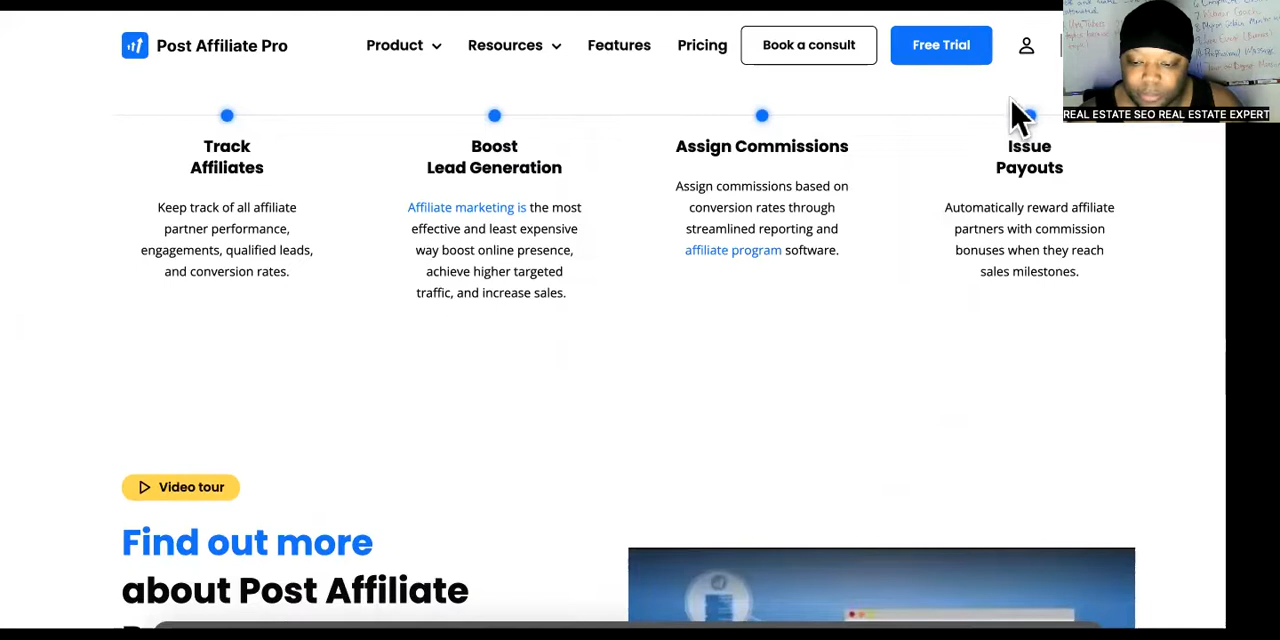 Post Affiliate Pro
Product
Resources
Features
Pricing
Book a consult
Free Trial
REAL ESTATE SEO REAL ESTATE EXPERT
Track
Affiliates
Keep track of all affiliate
partner performance,
engagements, qualified leads,
and conversion rates.
Boost
Lead Generation
Affiliate marketing is the most
effective and least expensive
way boost online presence,
achieve higher targeted
traffic, and increase sales.
Assign Commissions
Assign commissions based on
conversion rates through
streamlined reporting and
affiliate program software.
Issue
Payouts
Automatically reward affiliate
partners with commission
bonuses when they reach
sales milestones.
Video tour
Find out more
about Post Affiliate